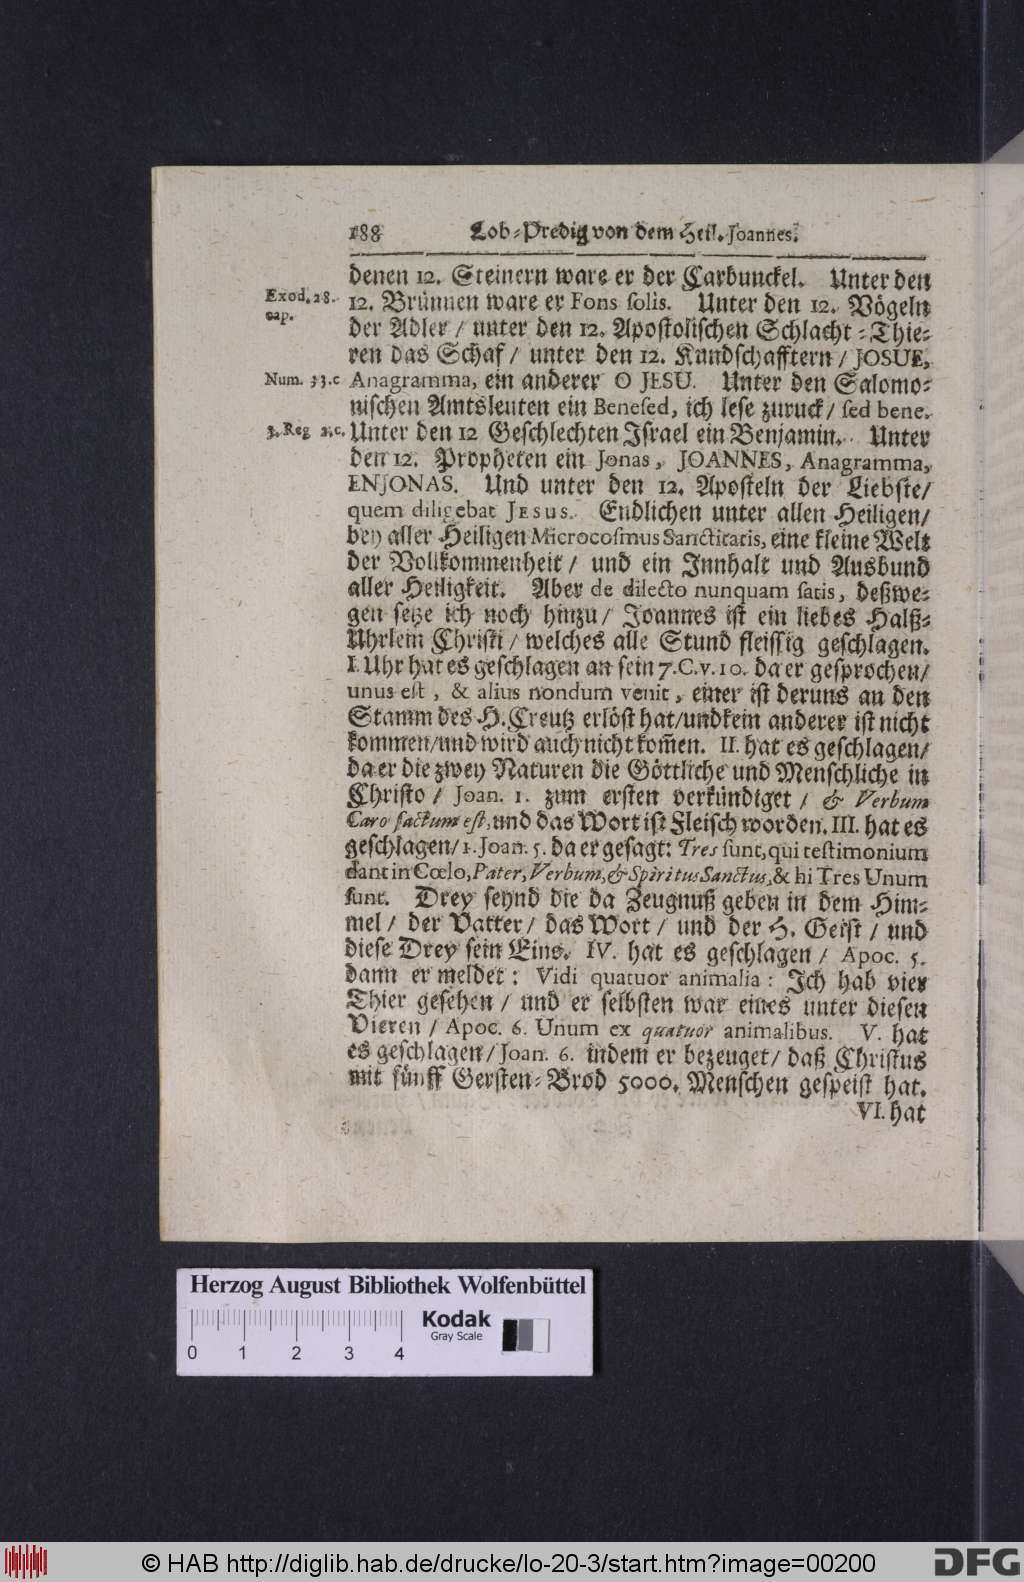 188 Lob-Predig von dem Heil. Joannes.
denen 12. Steinern ware er der Carbunckel. Unter den
Exod. 28. cap.
12. Brünnen ware er Fons solis. Unter den 12. Vögeln
der Adler / unter den 12. Apostolischen Schlacht-Thie-
ren das Schaf / unter den 12. Kundschafftern / JOSUE,
Num. 33. c
Anagramma, ein anderer O JESU. Unter den Salomo-
nischen Amtsleuten ein Benesed, ich lese zuruck / sed bene.
3. Reg 2. c.
Unter den 12 Geschlechten Israel ein Benjamin. Unter
den 12. Propheten ein Jonas, JOANNES, Anagramma,
ENJONAS. Und unter den 12. Aposteln der Liebste /
quem diligebat JESUS. Endlichen unter allen Heiligen /
bey aller Heiligen Microcosmus Sanctitatis, eine kleine Welt
der Vollkommenheit / und ein Innhalt und Ausbund
aller Heiligkeit. Aber de dilecto nunquam satis, deßwe-
gen setze ich noch hinzu / Joannes ist ein liebes Halß-
Uhrlein Christi / welches alle Stund fleissig geschlagen.
I. Uhr hat es geschlagen an sein 7. C. v. 10. da er gesprochen /
unus est, & alius nondum venit, einer ist der uns an den
Stamm des H. Creutz erlöst hat / und kein anderer ist nicht
kommen / und wird auch nicht kom̄en. II. hat es geschlagen /
da er die zwey Naturen die Göttliche und Menschliche in
Christo / Joan. 1. zum ersten verkündiget / & Verbum
Caro factum est, und das Wort ist Fleisch worden. III. hat es
geschlagen / 1. Joan. 5. da er gesagt: Tres sunt, qui testimonium
dant in Cœlo, Pater, Verbum, & Spiritus Sanctus, & hi Tres Unum
sunt. Drey seynd die da Zeugnuß geben in dem Him-
mel / der Vatter / das Wort / und der H. Geist / und
diese Drey sein Eins. IV. hat es geschlagen / Apoc. 5.
dann er meldet: Vidi quatuor animalia: Ich hab vier
Thier gesehen / und er selbsten war eines unter diesen
Vieren / Apoc. 6. Unum ex quatuor animalibus. V. hat
es geschlagen / Joan. 6. indem er bezeuget / daß Christus
mit fünff Gersten-Brod 5000. Menschen gespeist hat.
VI. hat
Herzog August Bibliothek Wolfenbüttel
Kodak
Gray Scale
0 1 2 3 4
© HAB http://diglib.hab.de/drucke/lo-20-3/start.htm?image=00200
DFG